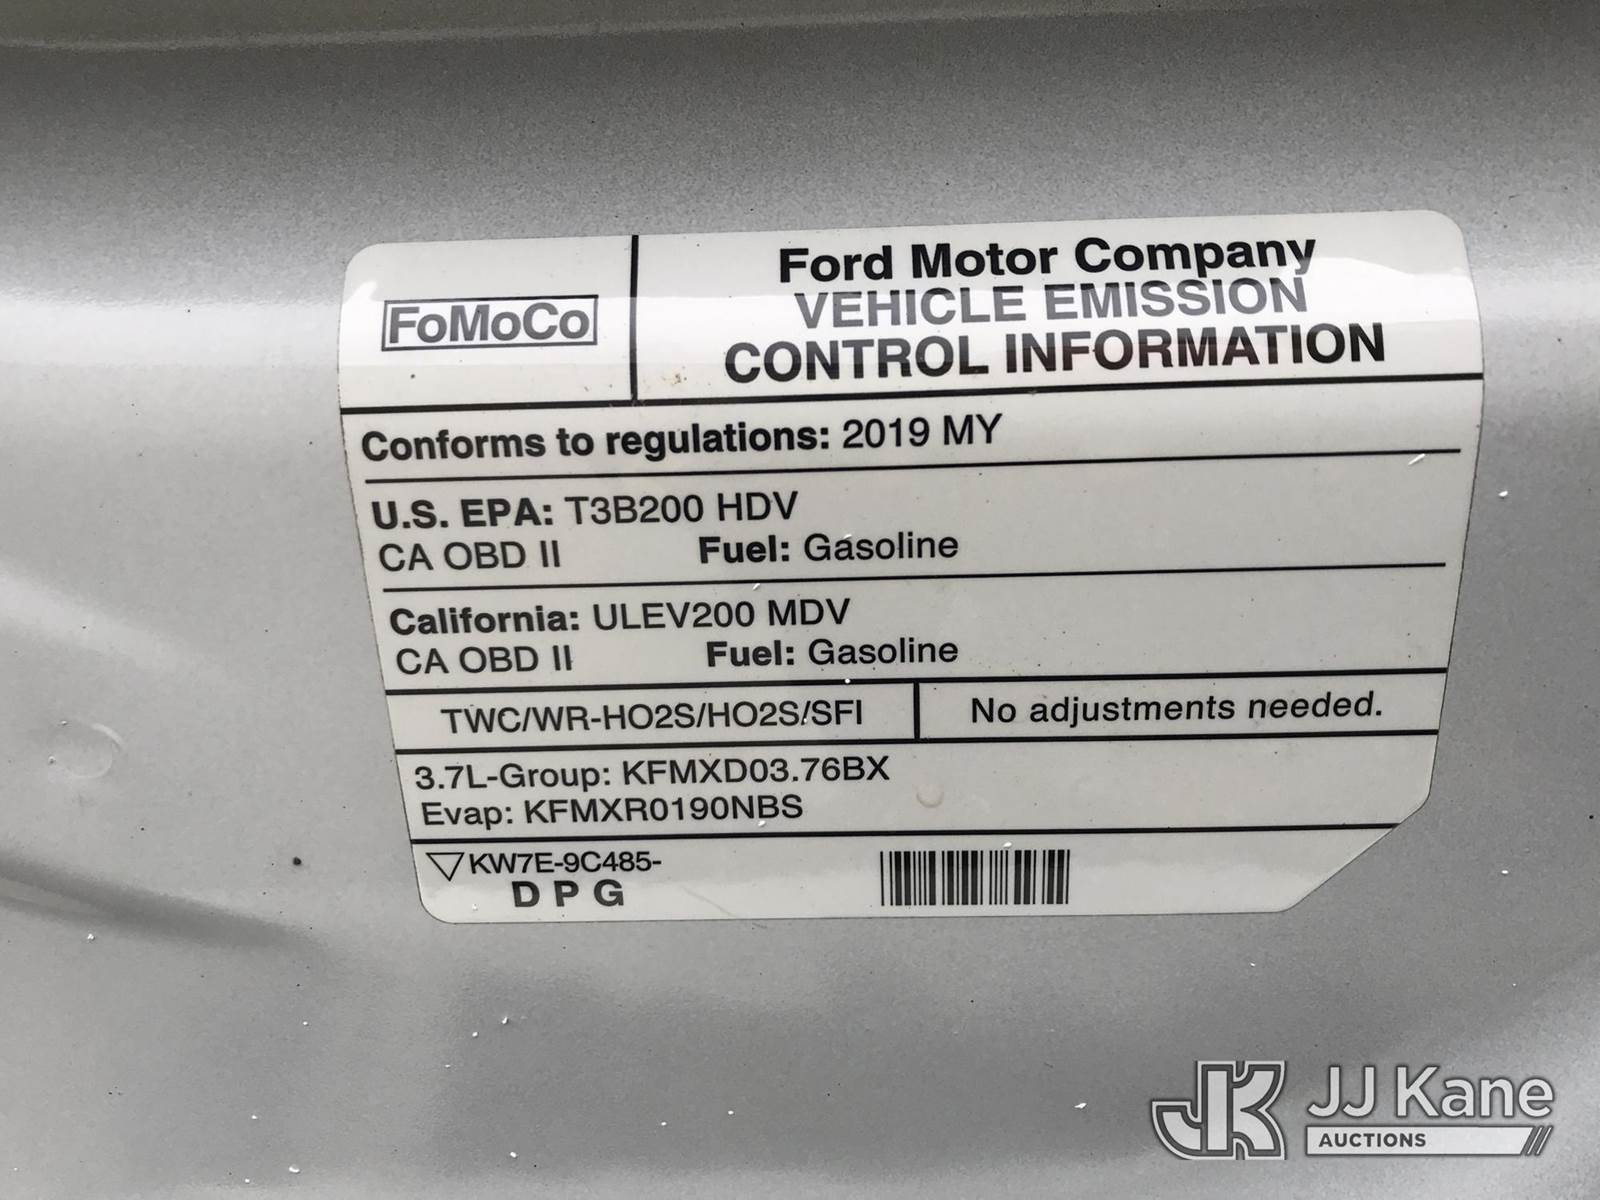 FoMoCo
Ford Motor Company
VEHICLE EMISSION
CONTROL INFORMATION
Conforms to regulations: 2019 MY
U.S. EPA: T3B200 HDV
CA OBD II Fuel: Gasoline
California: ULEV200 MDV
CA OBD II Fuel: Gasoline
TWC/WR-HO2S/HO2S/SFI
No adjustments needed.
3.7L-Group: KFMXD03.76BX
Evap: KFMXR0190NBS
KW7E-9C485-
D P G
JK
JJ Kane
AUCTIONS